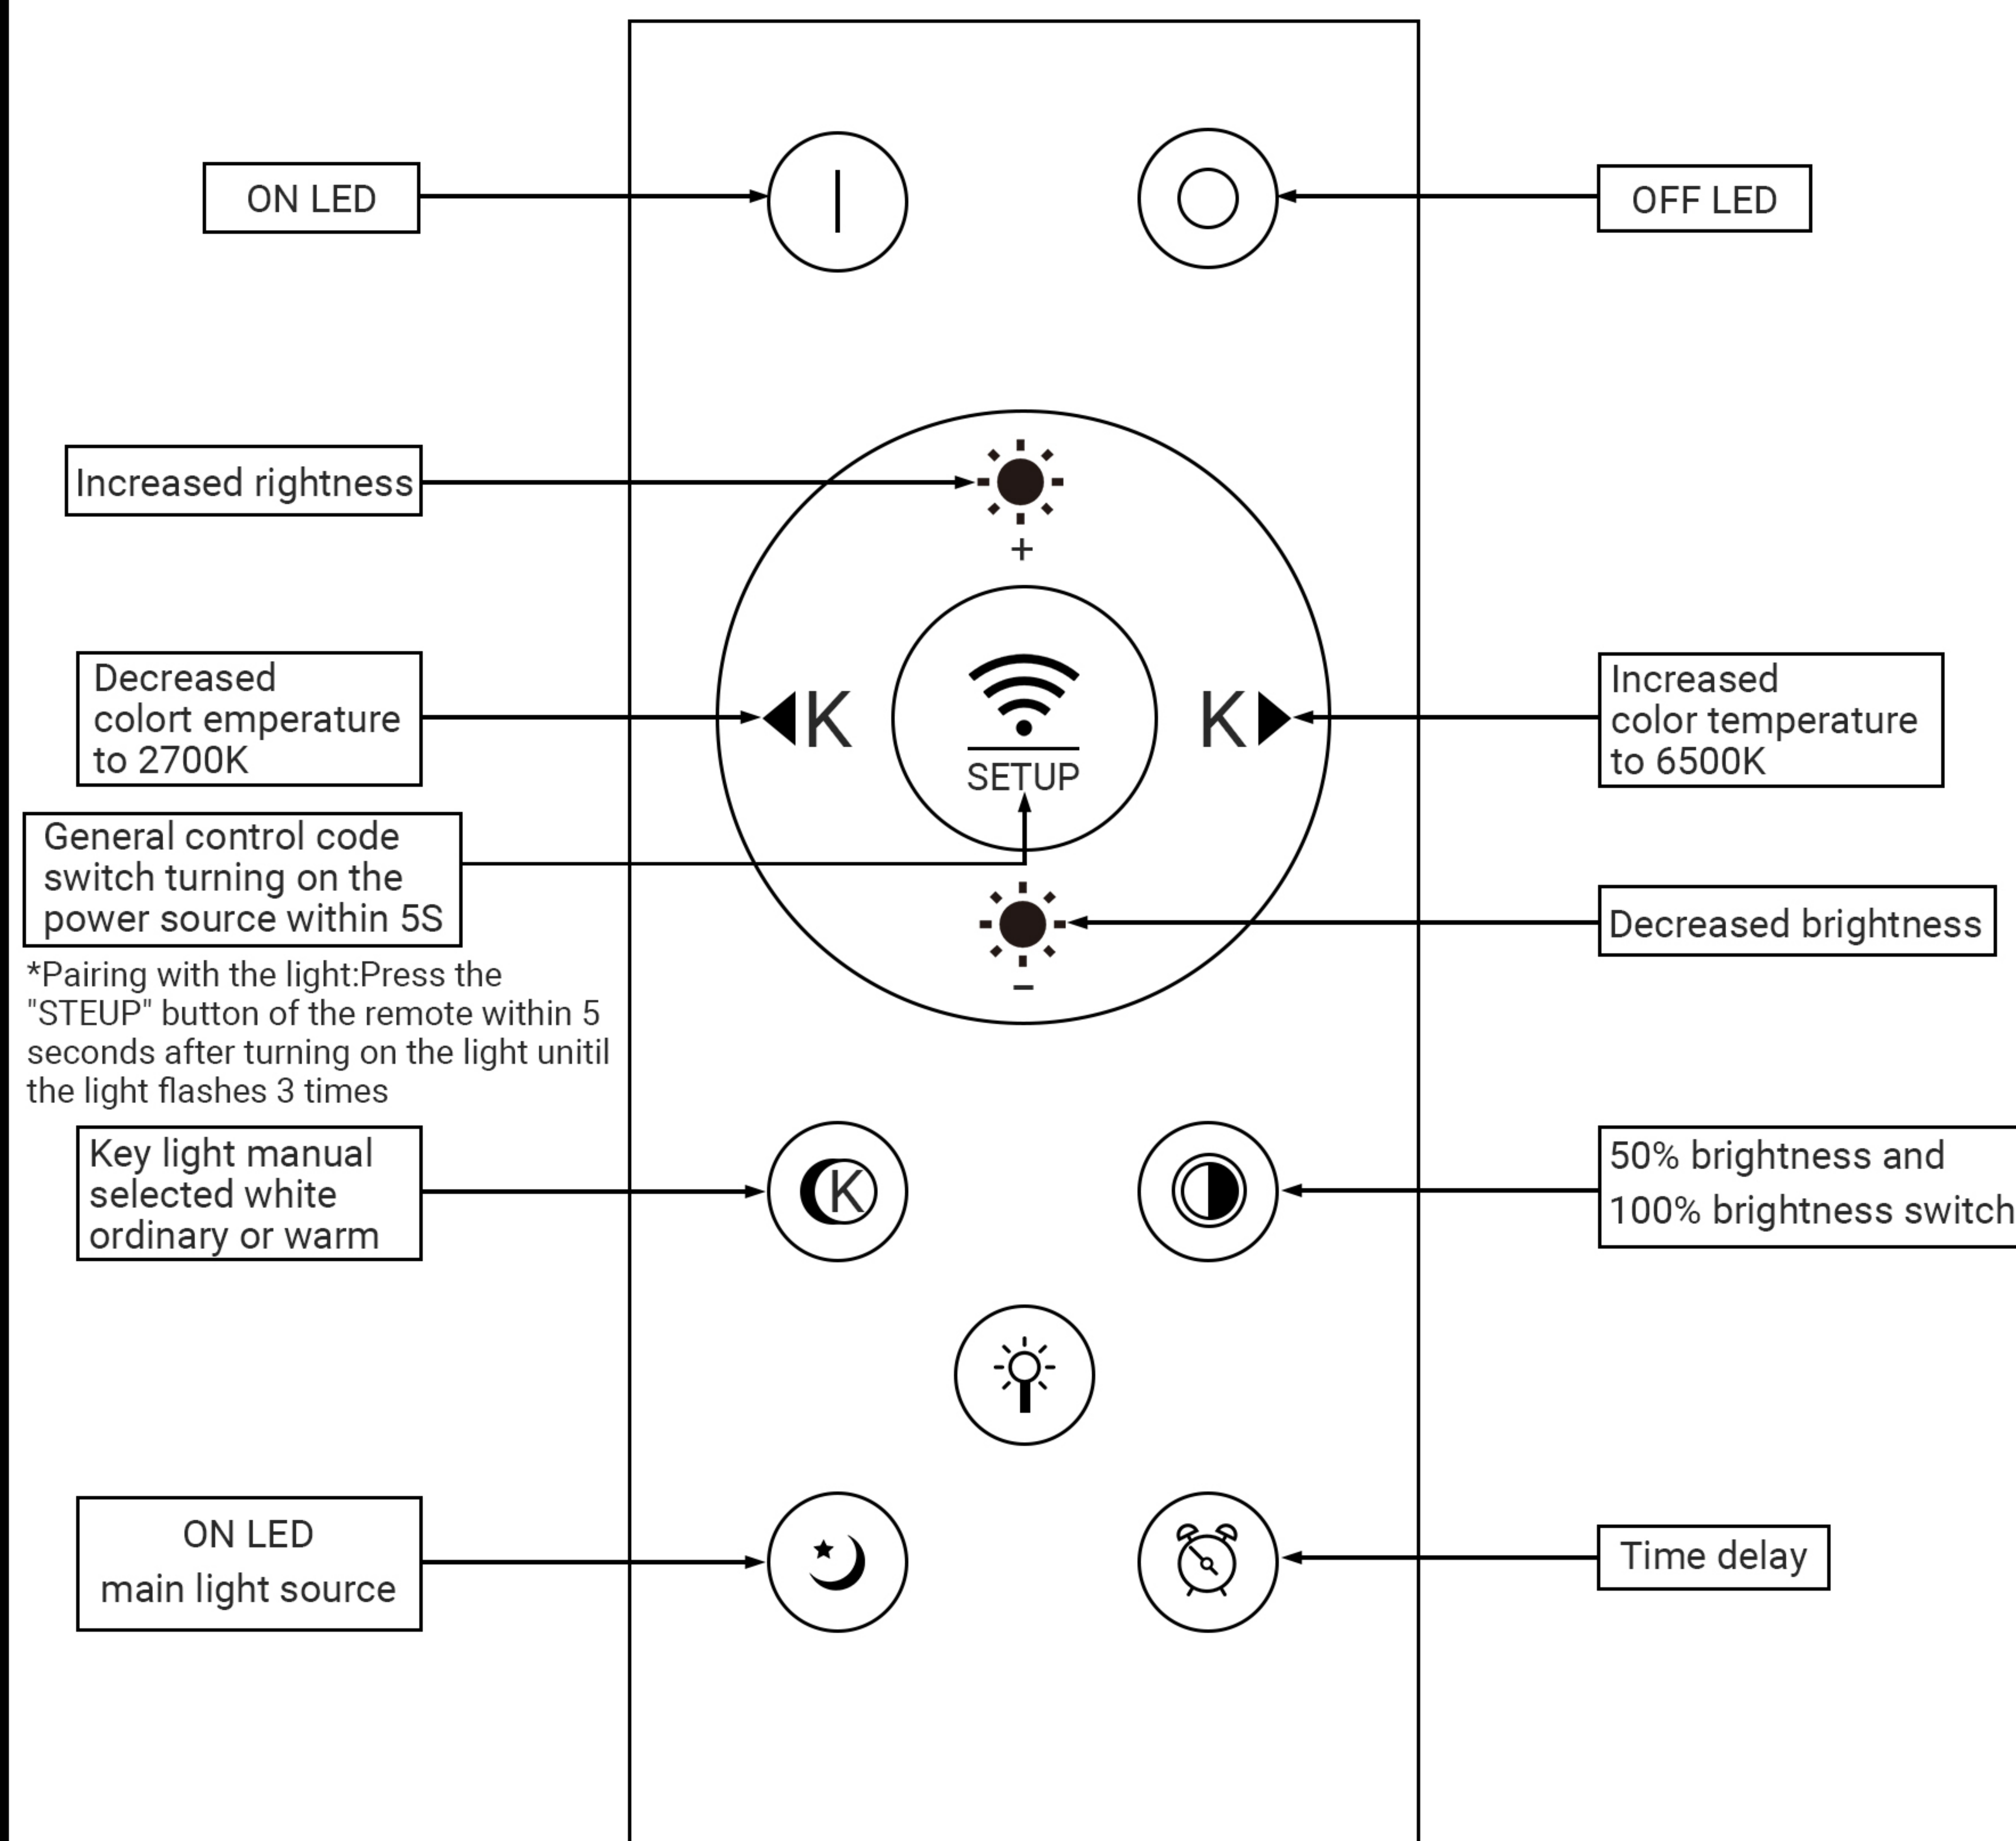 ON LED
OFF LED
Increased rightness
+
Decreased
colort emperature
to 2700K
K
K
Increased
color temperature
to 6500K
SETUP
General control code
switch turning on the
power source within 5S
Decreased brightness
−
*Pairing with the light:Press the
"STEUP" button of the remote within 5
seconds after turning on the light unitil
the light flashes 3 times
Key light manual
selected white
ordinary or warm
K
50% brightness and
100% brightness switch
ON LED
main light source
Time delay